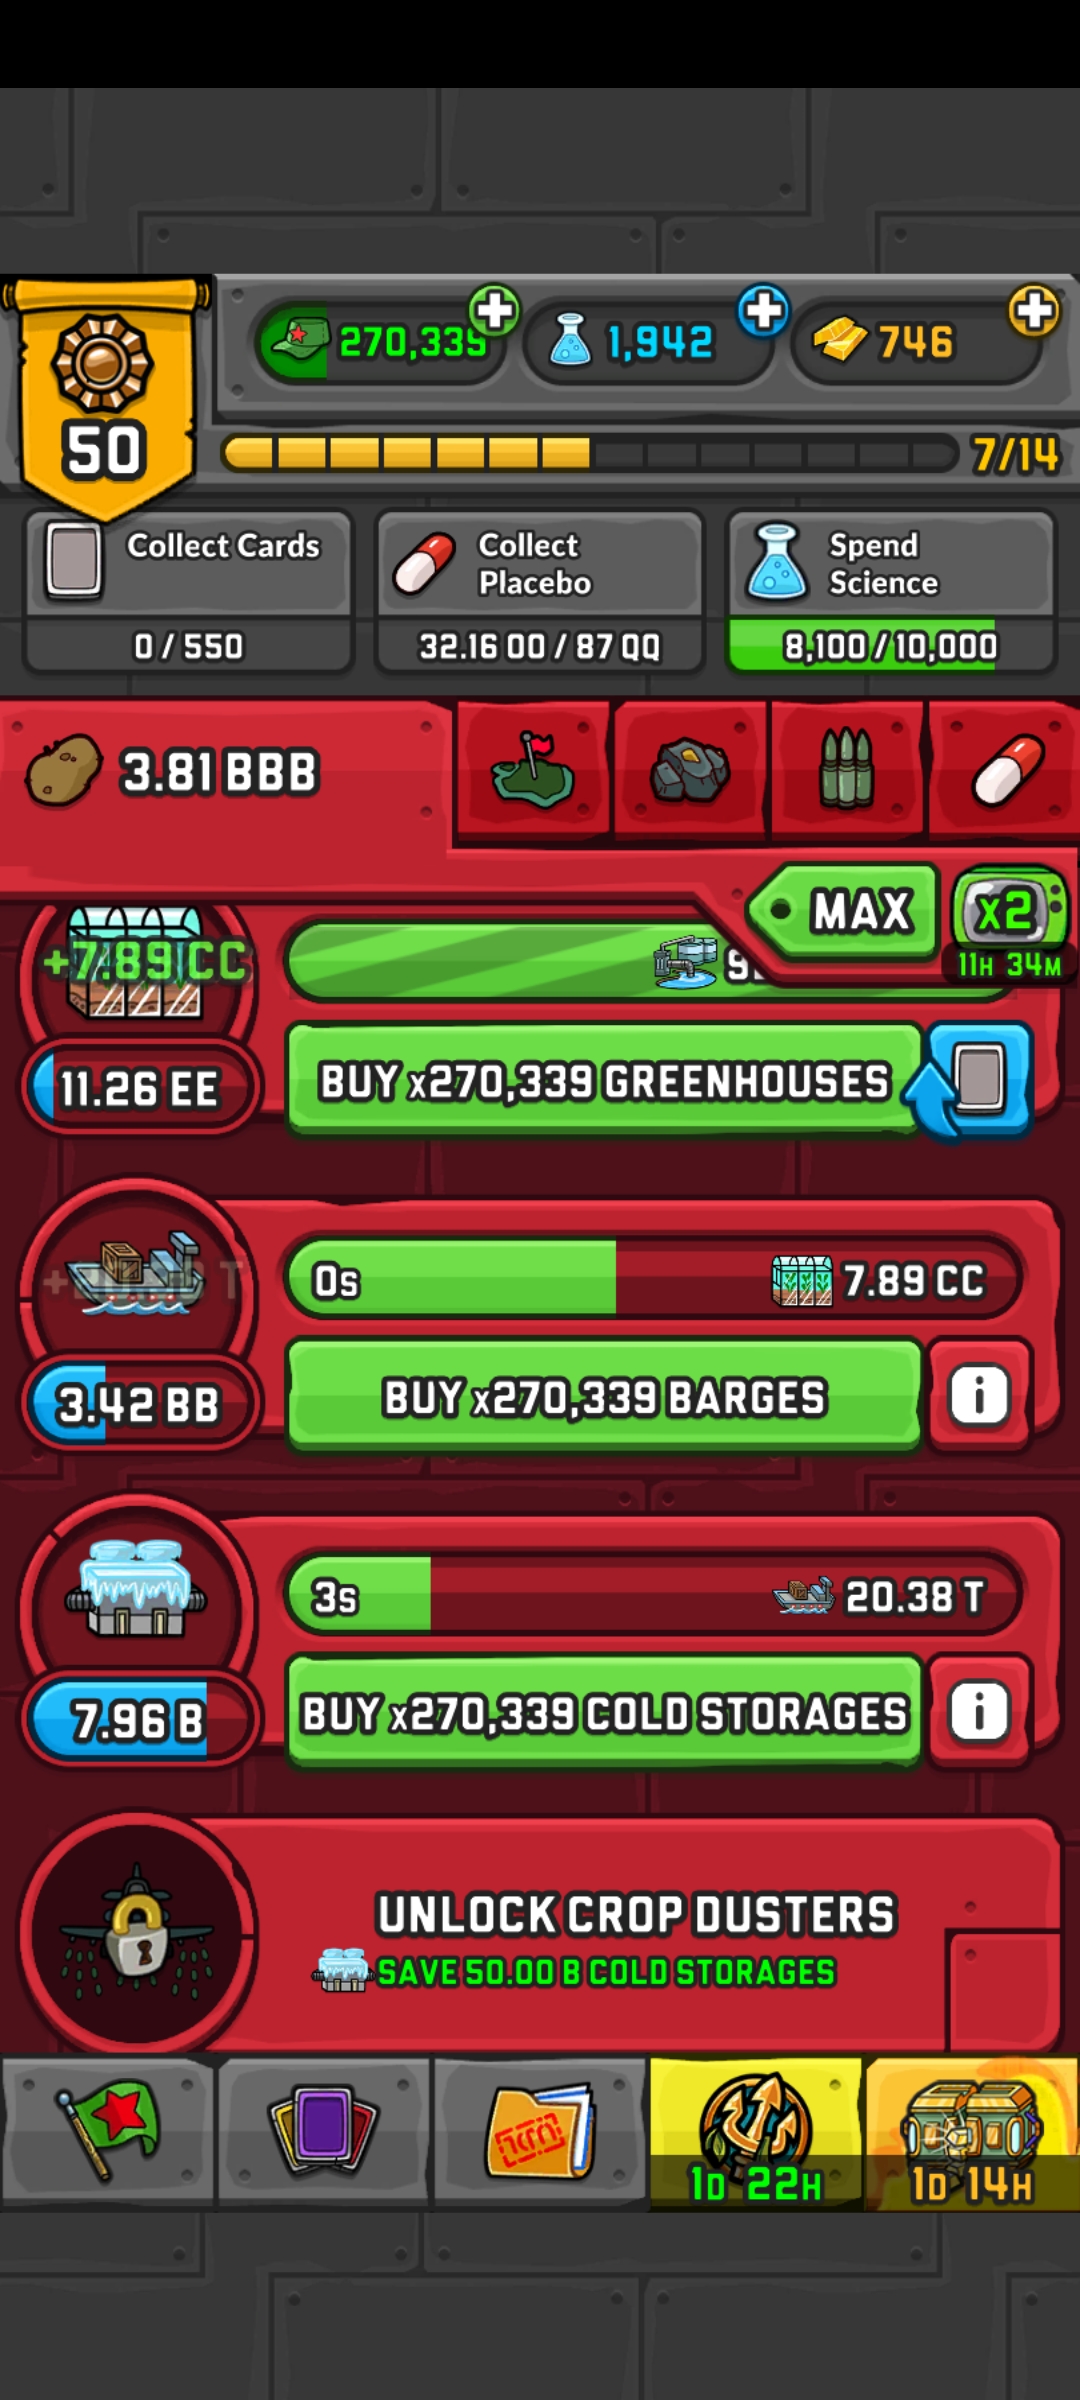 50
270,339
1,942
746
7/14
Collect Cards
0/550
Collect
Placebo
32.16 OO/87 QQ
Spend
Science
8,100/10,000
3.81 BBB
MAX
x2
11H 34M
+7.89 CC
11.26 EE
BUY x270,339 GREENHOUSES
0s
7.89 CC
3.42 BB
BUY x270,339 BARGES
i
3s
20.38 T
7.96 B
BUY x270,339 COLD STORAGES
i
UNLOCK CROP DUSTERS
SAVE 50.00 B COLD STORAGES
1D 22H
1D 14H